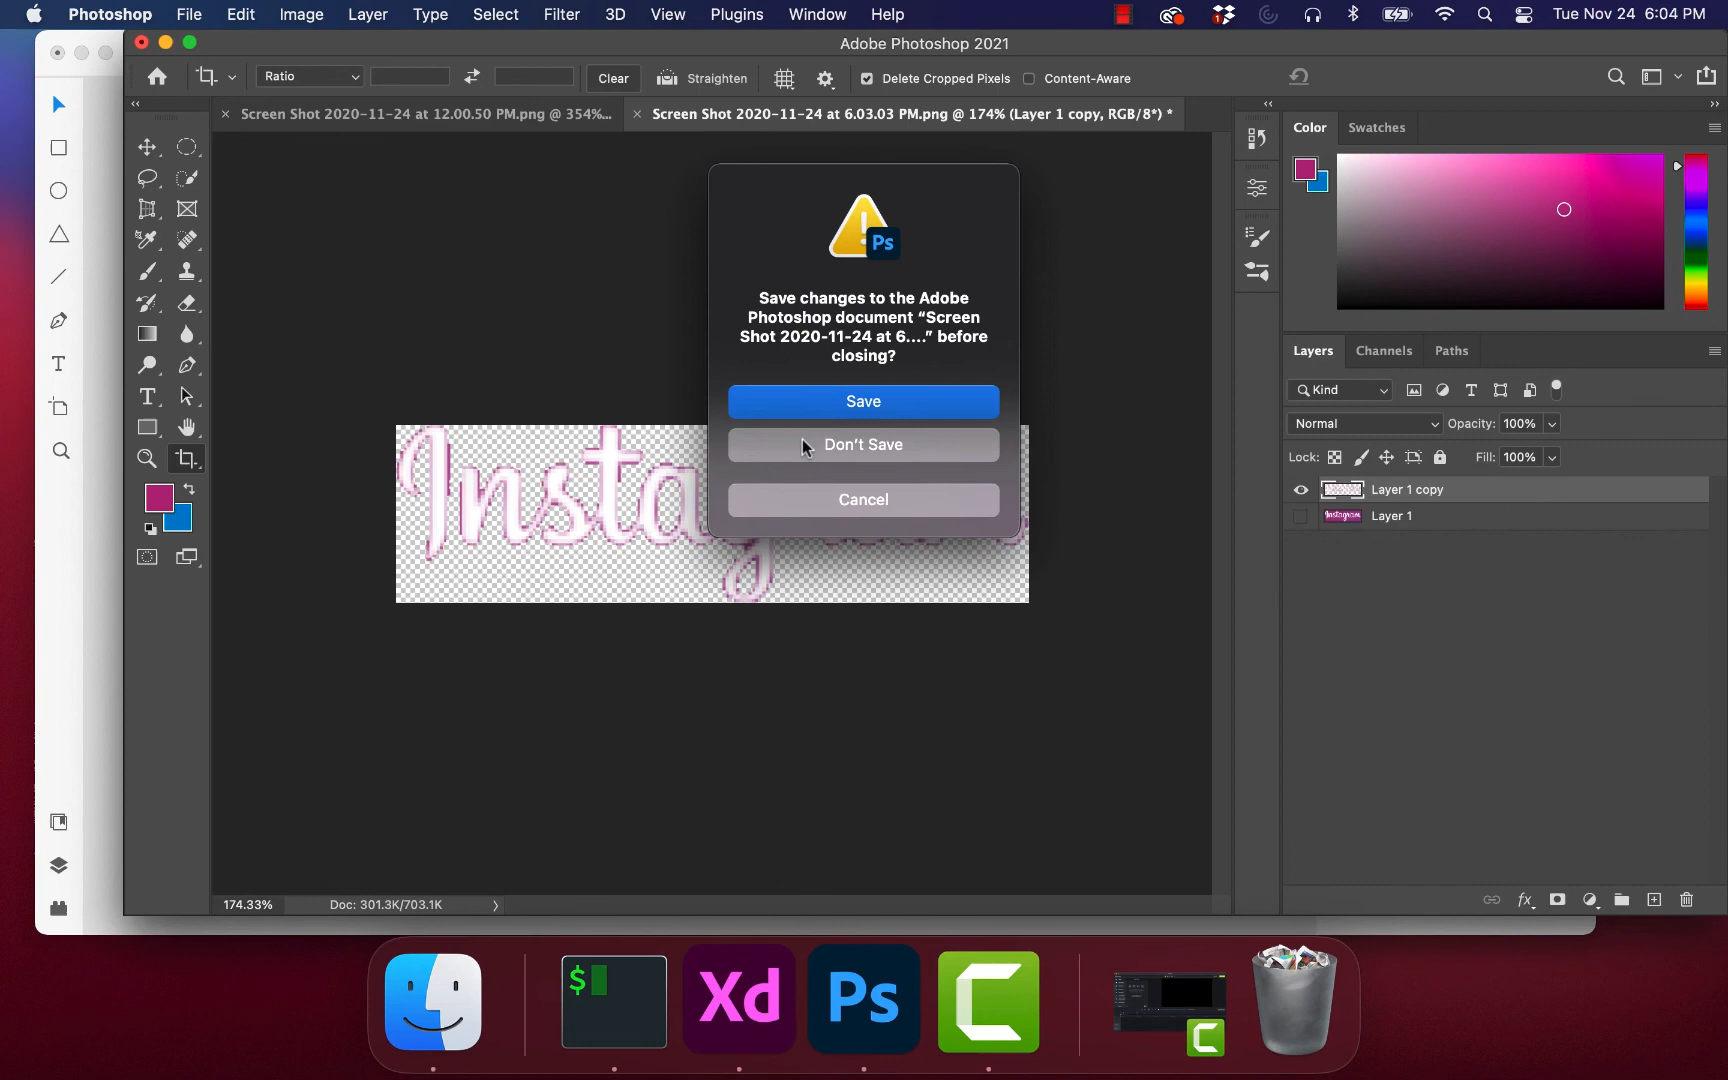 Photoshop File Edit Image Layer Type Select Filter 3D View Plugins Window Help 1 Tue Nov 24 6:04 PM
Adobe Photoshop 2021
Ratio Clear Straighten Delete Cropped Pixels Content-Aware
Screen Shot 2020-11-24 at 12.00.50 PM.png @ 354%...
Screen Shot 2020-11-24 at 6.03.03 PM.png @ 174% (Layer 1 copy, RGB/8*) *
Color Swatches
Ps
Save changes to the Adobe
Photoshop document “Screen
Shot 2020-11-24 at 6....” before
closing?
Save
Don't Save
Cancel
Instag
Layers Channels Paths
Kind
Normal Opacity: 100%
Lock: Fill: 100%
Layer 1 copy
Instagram Layer 1
fx
174.33% Doc: 301.3K/703.1K
$ Xd Ps C C